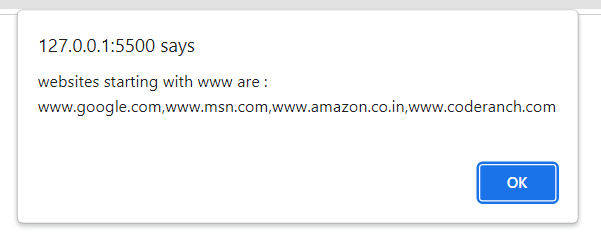 127.0.0.1:5500 says
websites starting with www are :
www.google.com,www.msn.com,www.amazon.co.in,www.coderanch.com
OK